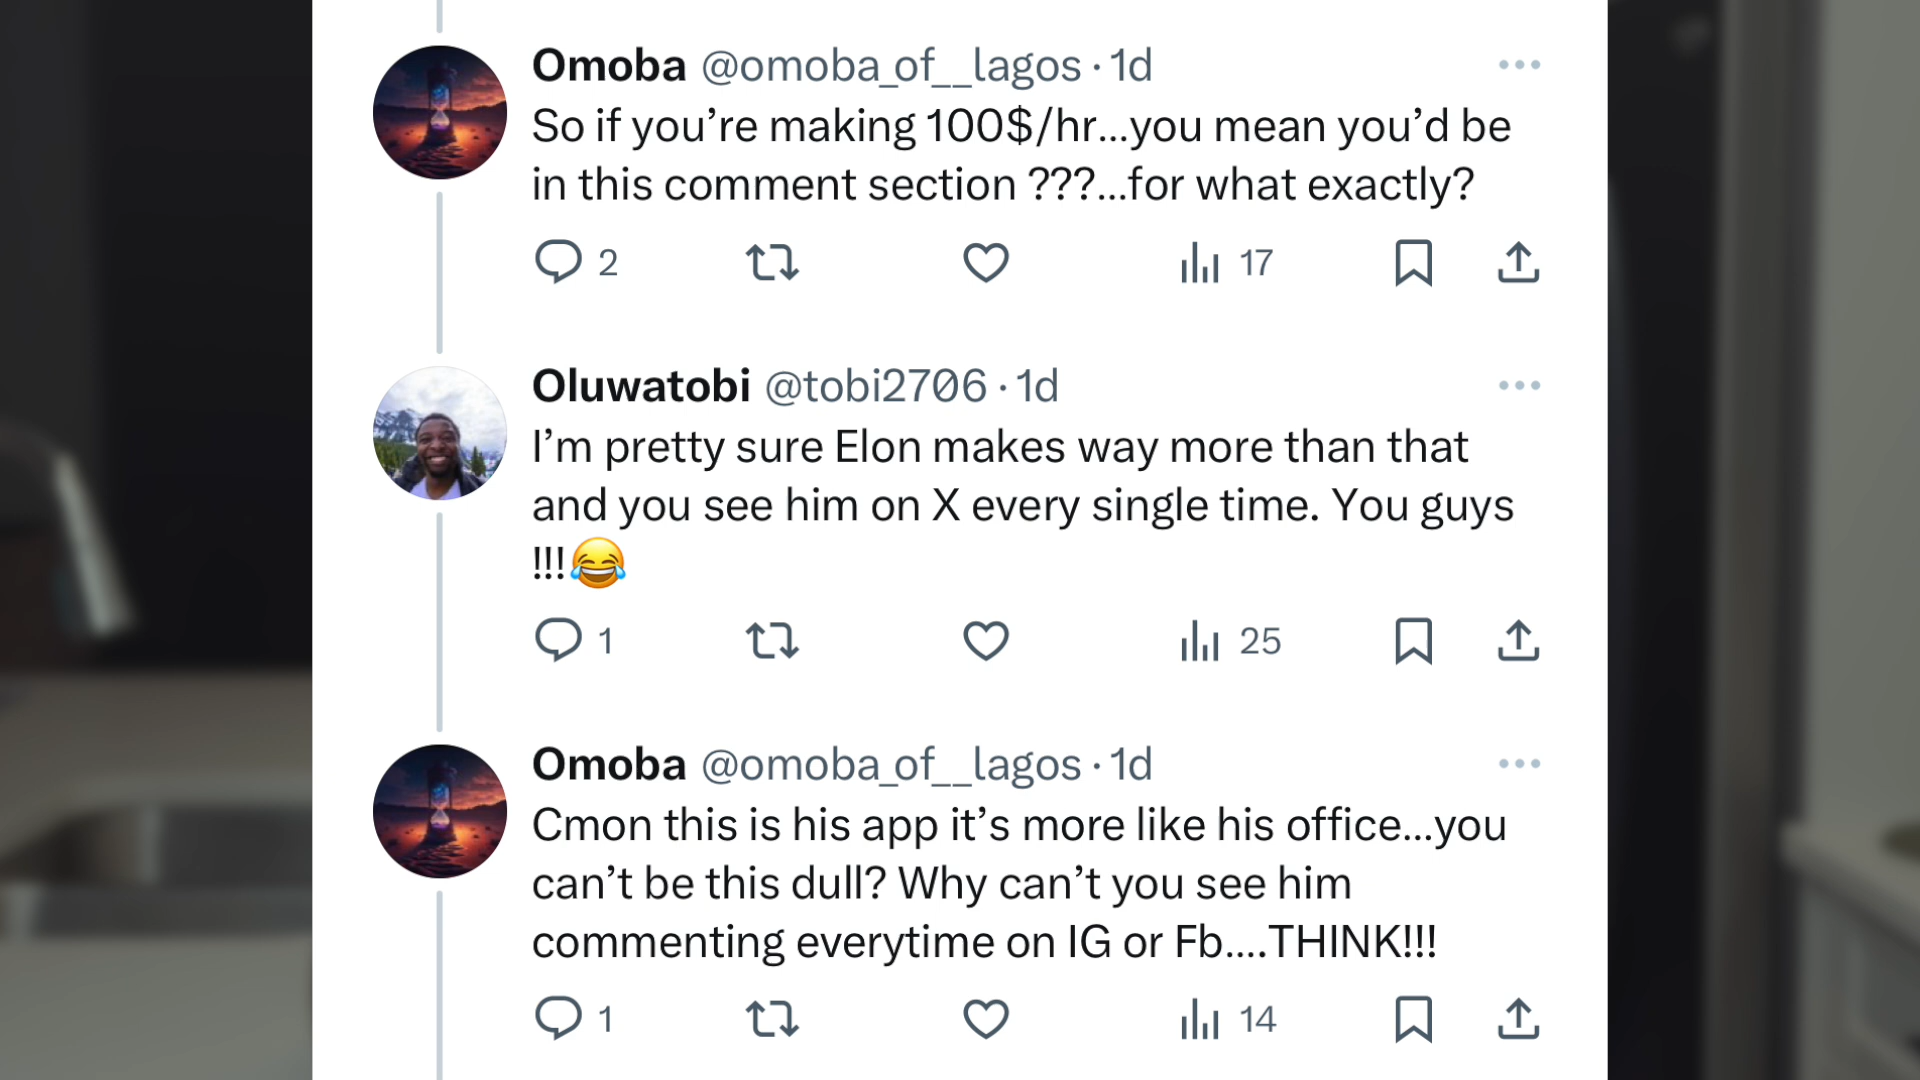 Omoba @omoba_of__lagos · 1d
So if you’re making 100$/hr...you mean you’d be
in this comment section ???...for what exactly?
2 17
Oluwatobi @tobi2706 · 1d
I’m pretty sure Elon makes way more than that
and you see him on X every single time. You guys
!!!😂
1 25
Omoba @omoba_of__lagos · 1d
Cmon this is his app it’s more like his office...you
can’t be this dull? Why can’t you see him
commenting everytime on IG or Fb....THINK!!!
1 14